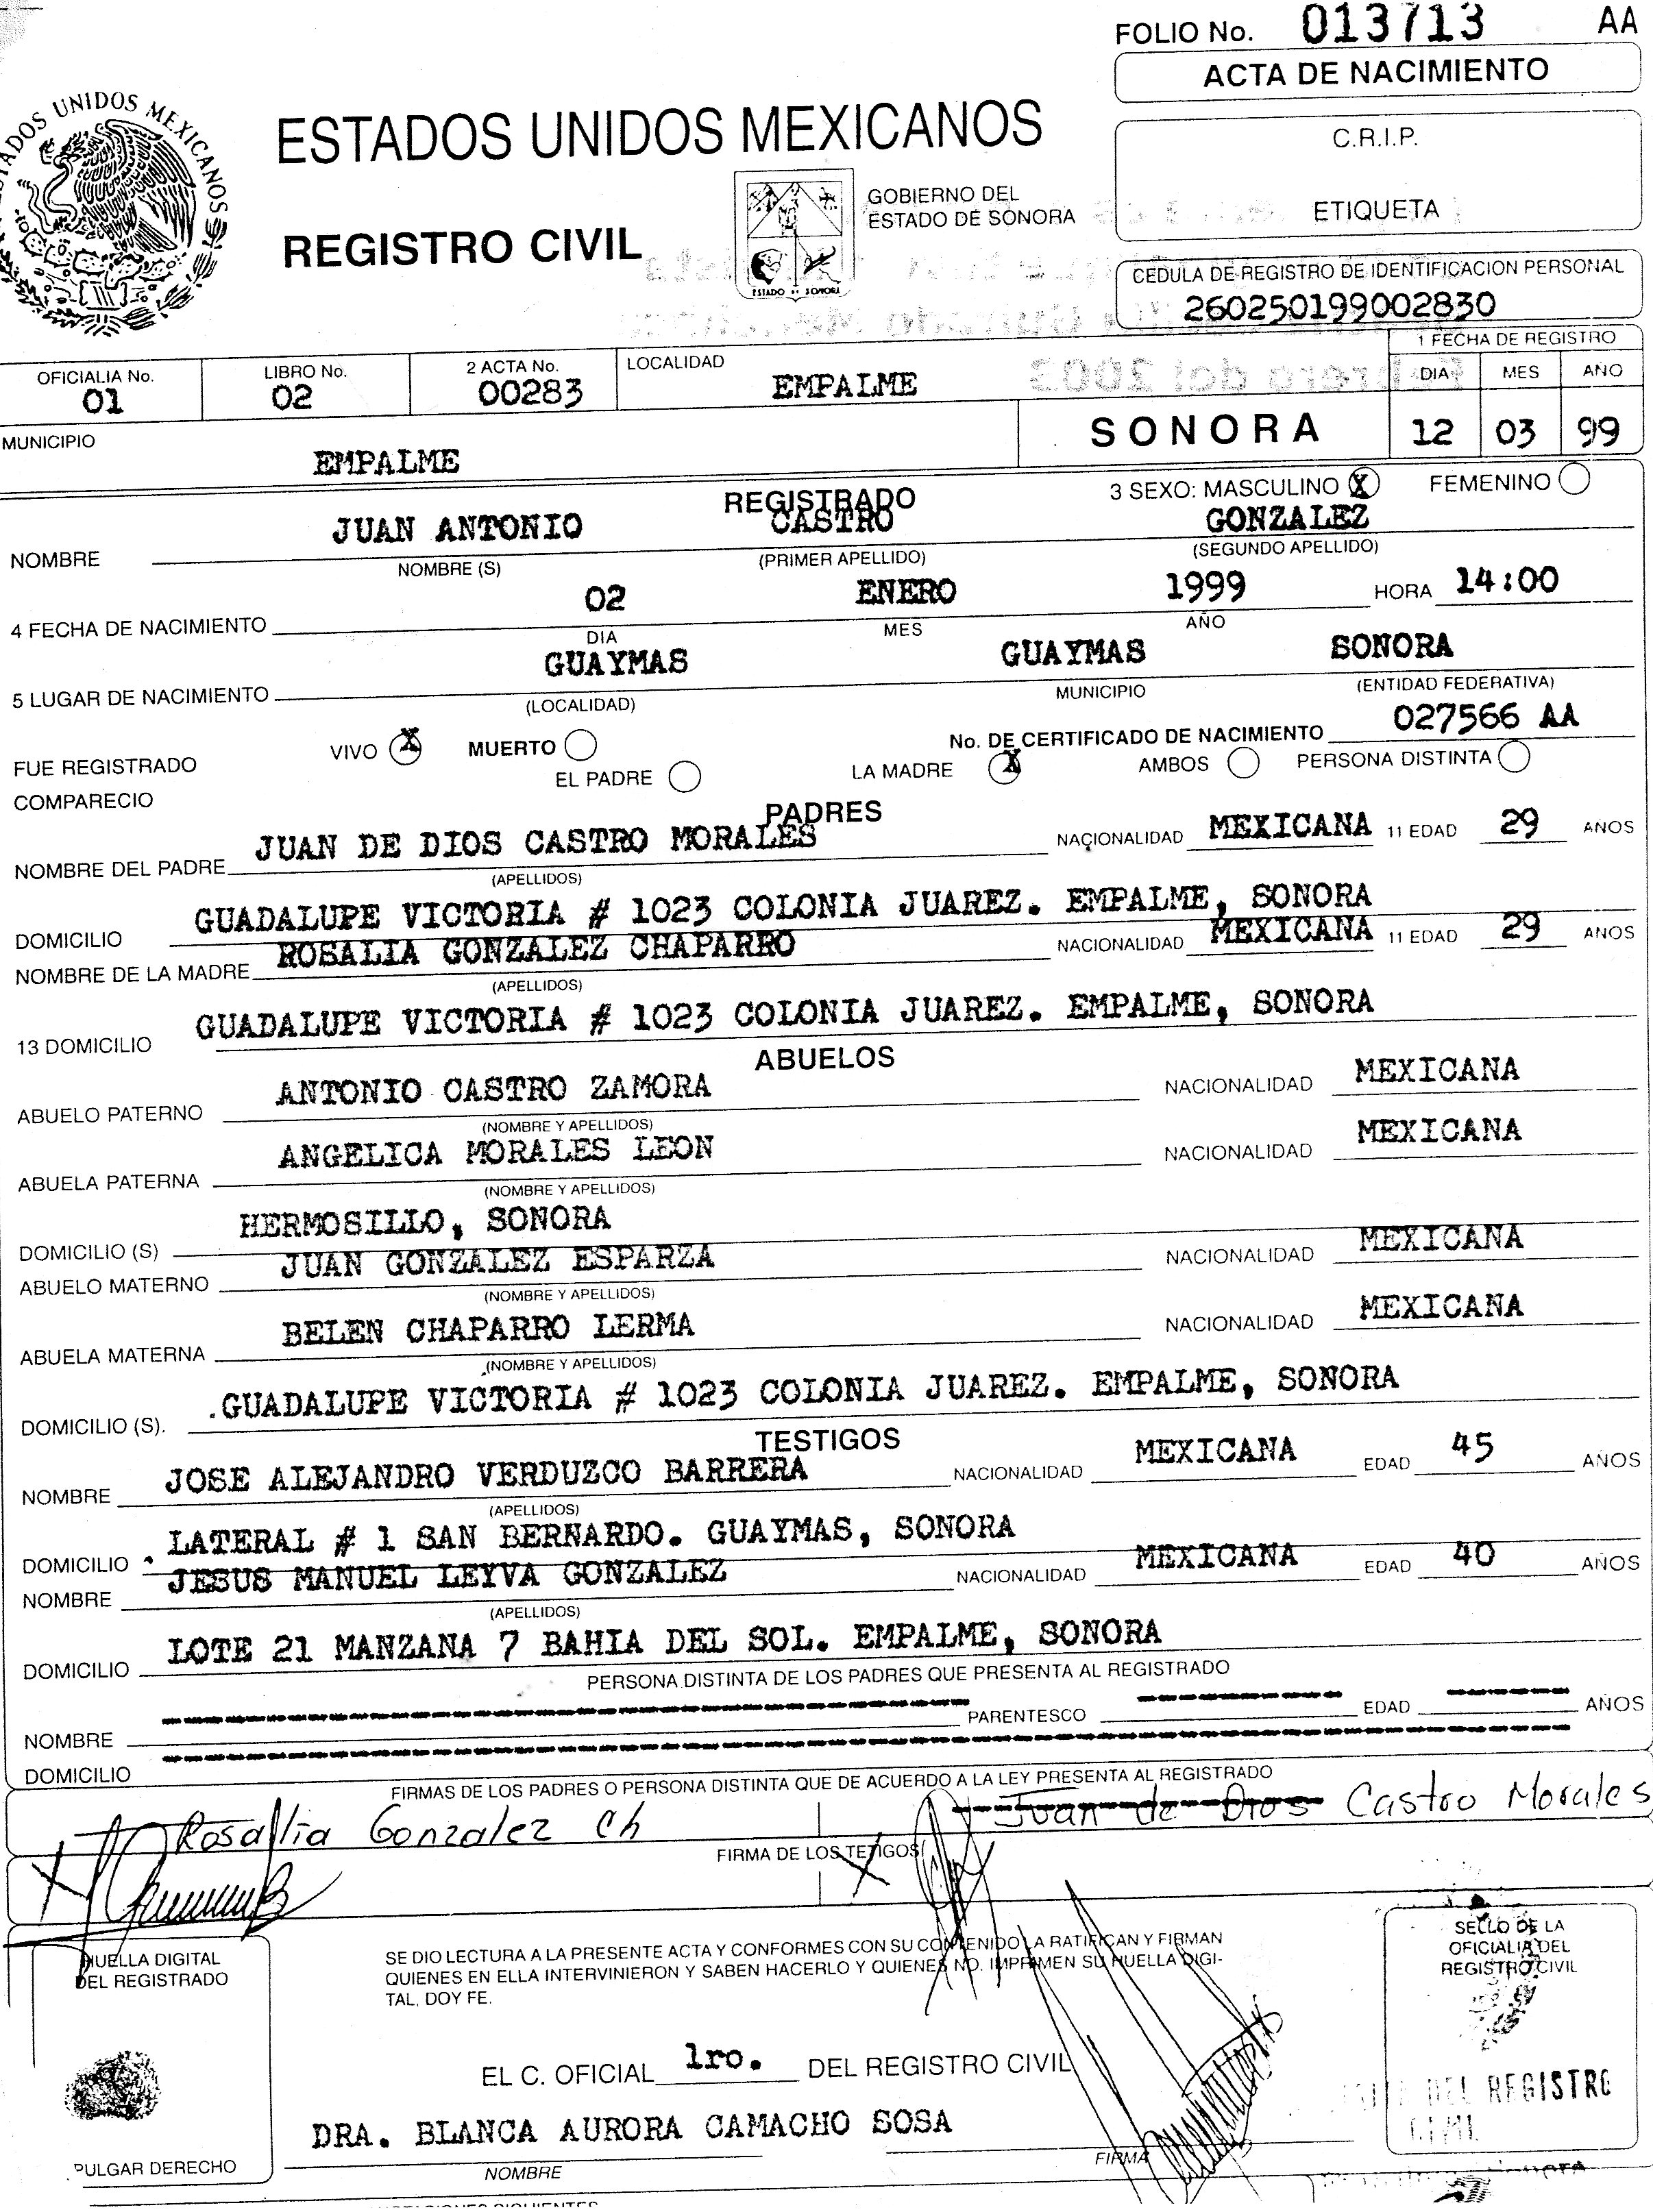 FOLIO No. 013713 AA
ACTA DE NACIMIENTO
ESTADOS UNIDOS MEXICANOS
C.R.I.P.
ETIQUETA
ESTADOS UNIDOS MEXICANOS
REGISTRO CIVIL
ESTADO DE SONORA
GOBIERNO DEL
ESTADO DE SONORA
CEDULA DE REGISTRO DE IDENTIFICACION PERSONAL
260250199002830
1 FECHA DE REGISTRO
OFICIALIA No. LIBRO No. 2 ACTA No. LOCALIDAD DIA MES AÑO
01 02 00283 EMPALME
MUNICIPIO EMPALME SONORA 12 03 99
REGISTRADO 3 SEXO: MASCULINO X FEMENINO
NOMBRE JUAN ANTONIO CASTRO GONZALEZ
NOMBRE (S) (PRIMER APELLIDO) (SEGUNDO APELLIDO)
4 FECHA DE NACIMIENTO 02 ENERO 1999 HORA 14:00
DIA MES AÑO
5 LUGAR DE NACIMIENTO GUAYMAS GUAYMAS SONORA
(LOCALIDAD) MUNICIPIO (ENTIDAD FEDERATIVA)
FUE REGISTRADO VIVO X MUERTO No. DE CERTIFICADO DE NACIMIENTO 027566 AA
COMPARECIO EL PADRE LA MADRE X AMBOS PERSONA DISTINTA
PADRES
NOMBRE DEL PADRE JUAN DE DIOS CASTRO MORALES NACIONALIDAD MEXICANA 11 EDAD 29 AÑOS
(APELLIDOS)
DOMICILIO GUADALUPE VICTORIA # 1023 COLONIA JUAREZ. EMPALME, SONORA
NOMBRE DE LA MADRE ROSALIA GONZALEZ CHAPARRO NACIONALIDAD MEXICANA 11 EDAD 29 AÑOS
(APELLIDOS)
13 DOMICILIO GUADALUPE VICTORIA # 1023 COLONIA JUAREZ. EMPALME, SONORA
ABUELOS
ABUELO PATERNO ANTONIO CASTRO ZAMORA NACIONALIDAD MEXICANA
(NOMBRE Y APELLIDOS)
ABUELA PATERNA ANGELICA MORALES LEON NACIONALIDAD MEXICANA
(NOMBRE Y APELLIDOS)
DOMICILIO (S) HERMOSILLO, SONORA
ABUELO MATERNO JUAN GONZALEZ ESPARZA NACIONALIDAD MEXICANA
(NOMBRE Y APELLIDOS)
ABUELA MATERNA BELEN CHAPARRO LERMA NACIONALIDAD MEXICANA
(NOMBRE Y APELLIDOS)
DOMICILIO (S). GUADALUPE VICTORIA # 1023 COLONIA JUAREZ. EMPALME, SONORA
TESTIGOS
NOMBRE JOSE ALEJANDRO VERDUZCO BARRERA NACIONALIDAD MEXICANA EDAD 45 AÑOS
(APELLIDOS)
DOMICILIO LATERAL # 1 SAN BERNARDO. GUAYMAS, SONORA
NOMBRE JESUS MANUEL LEYVA GONZALEZ NACIONALIDAD MEXICANA EDAD 40 AÑOS
(APELLIDOS)
DOMICILIO LOTE 21 MANZANA 7 BAHIA DEL SOL. EMPALME, SONORA
PERSONA DISTINTA DE LOS PADRES QUE PRESENTA AL REGISTRADO
NOMBRE PARENTESCO EDAD AÑOS
DOMICILIO
FIRMAS DE LOS PADRES O PERSONA DISTINTA QUE DE ACUERDO A LA LEY PRESENTA AL REGISTRADO
Rosalia Gonzalez Ch Juan de Dios Castro Morales
FIRMA DE LOS TETIGOS
HUELLA DIGITAL
DEL REGISTRADO
SE DIO LECTURA A LA PRESENTE ACTA Y CONFORMES CON SU CONTENIDO LA RATIFICAN Y FIRMAN
QUIENES EN ELLA INTERVINIERON Y SABEN HACERLO Y QUIENES NO. IMPRIMEN SU HUELLA DIGI-
TAL. DOY FE.
SELLO DE LA
OFICIALIA DEL
REGISTRO CIVIL
EL C. OFICIAL 1ro. DEL REGISTRO CIVIL
DEL REGISTRO
CIVIL
DRA. BLANCA AURORA CAMACHO SOSA
PULGAR DERECHO NOMBRE FIRMA